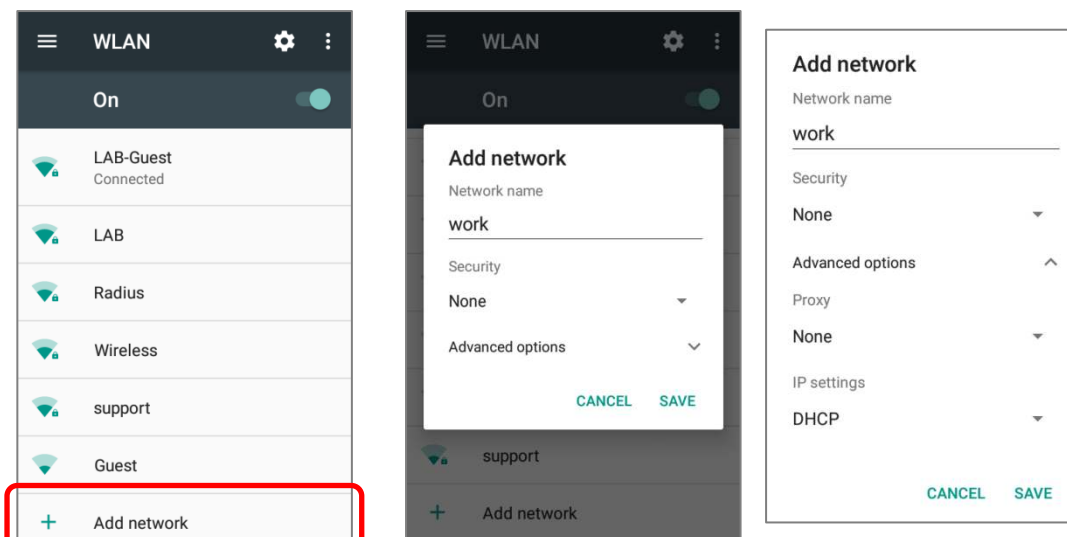 WLAN
On
LAB-Guest
Connected
LAB
Radius
Wireless
support
Guest
Add network
WLAN
On
Add network
Network name
work
Security
None
Advanced options
CANCEL SAVE
support
Add network
Add network
Network name
work
Security
None
Advanced options
Proxy
None
IP settings
DHCP
CANCEL SAVE